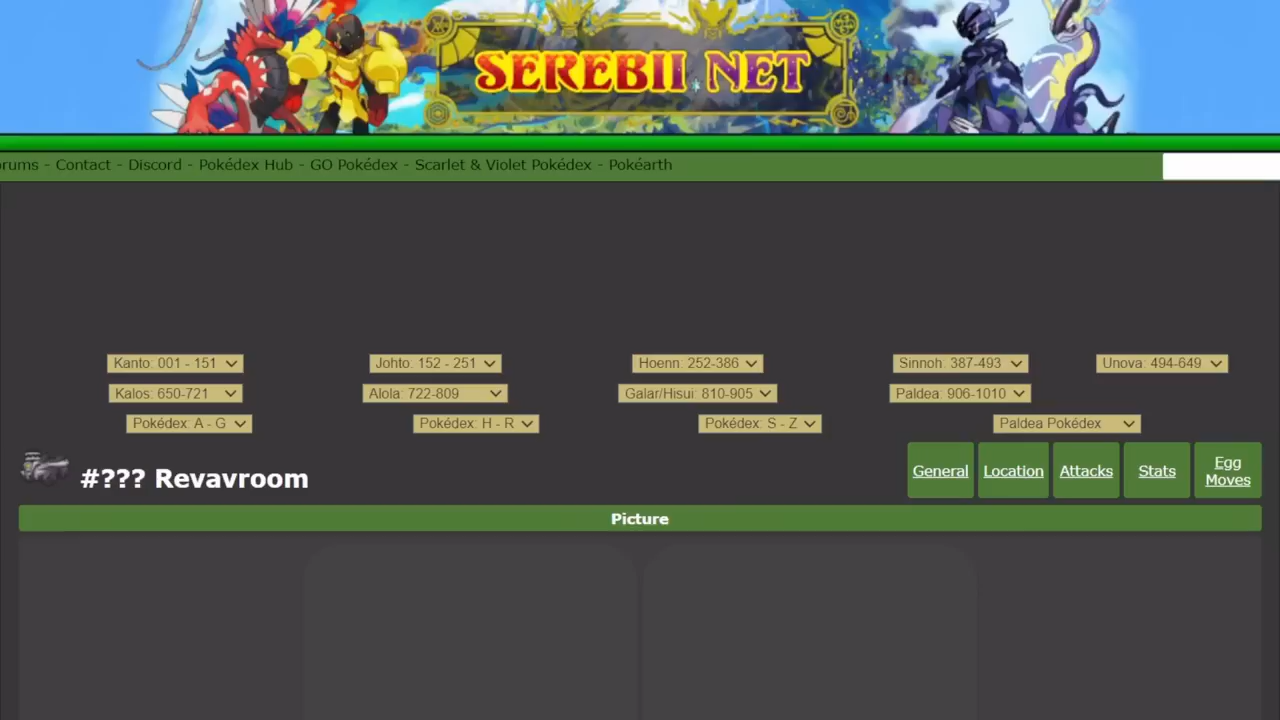 SEREBII NET
rums - Contact - Discord - Pokédex Hub - GO Pokédex - Scarlet & Violet Pokédex - Pokéarth
Kanto: 001 - 151 Johto: 152 - 251 Hoenn: 252-386 Sinnoh: 387-493 Unova: 494-649
Kalos: 650-721 Alola: 722-809 Galar/Hisui: 810-905 Paldea: 906-1010
Pokédex: A - G Pokédex: H - R Pokédex: S - Z Paldea Pokédex
#??? Revavroom
General Location Attacks Stats Egg Moves
Picture